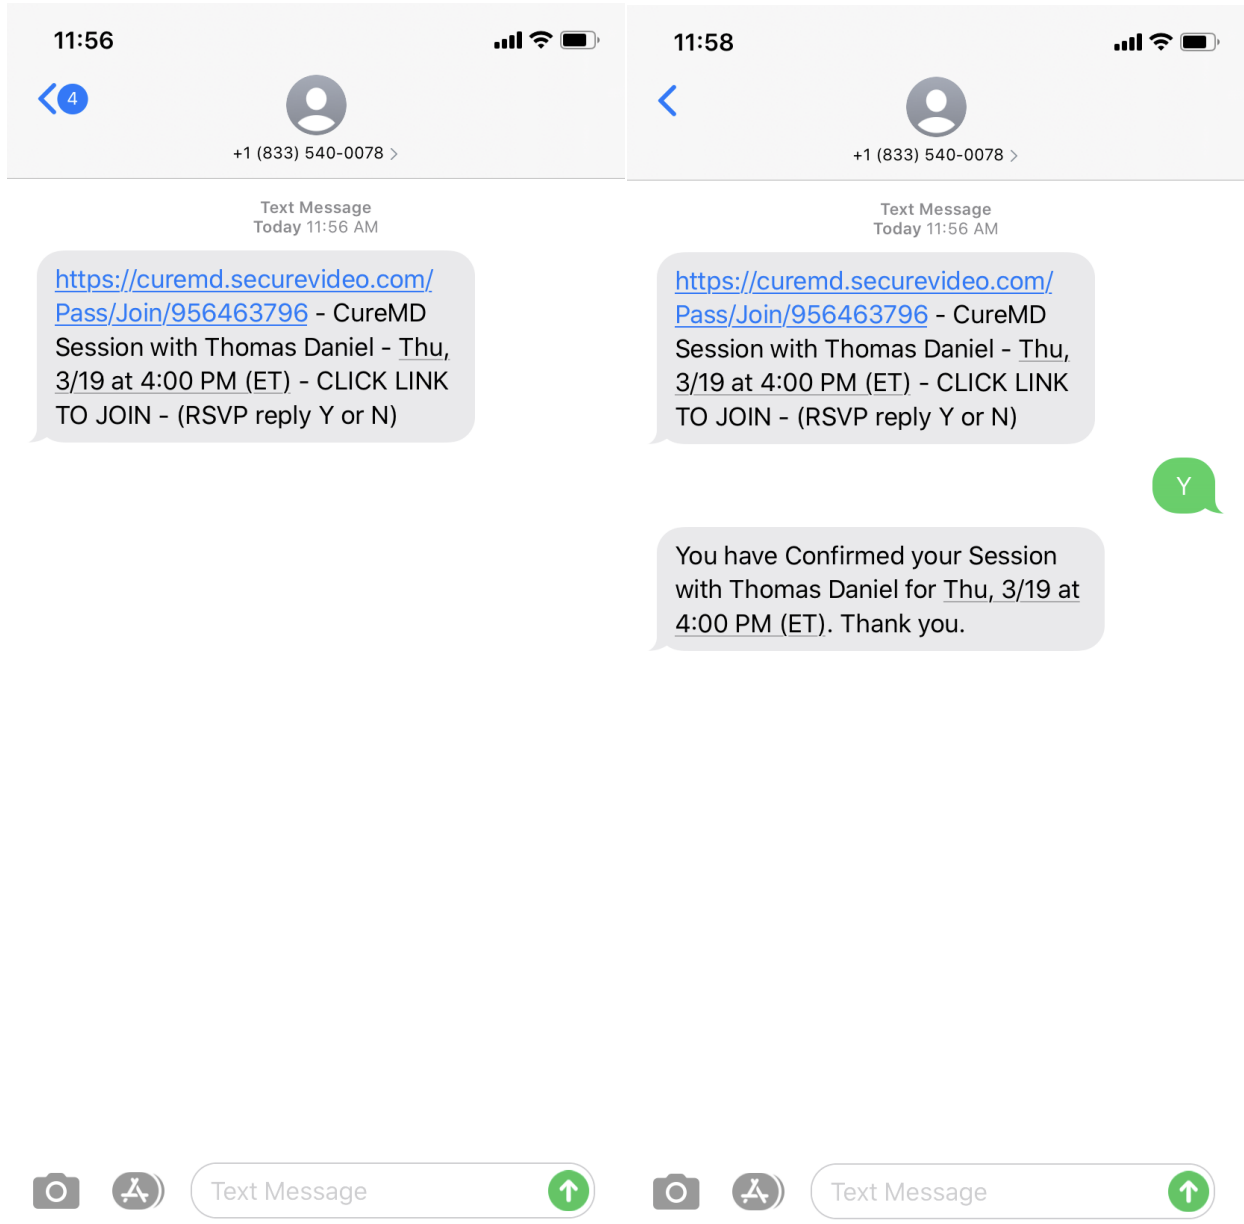 11:56
4
+1 (833) 540-0078 >
Text Message
Today 11:56 AM
https://curemd.securevideo.com/
Pass/Join/956463796 - CureMD
Session with Thomas Daniel - Thu,
3/19 at 4:00 PM (ET) - CLICK LINK
TO JOIN - (RSVP reply Y or N)
Text Message
11:58
+1 (833) 540-0078 >
Text Message
Today 11:56 AM
https://curemd.securevideo.com/
Pass/Join/956463796 - CureMD
Session with Thomas Daniel - Thu,
3/19 at 4:00 PM (ET) - CLICK LINK
TO JOIN - (RSVP reply Y or N)
Y
You have Confirmed your Session
with Thomas Daniel for Thu, 3/19 at
4:00 PM (ET). Thank you.
Text Message